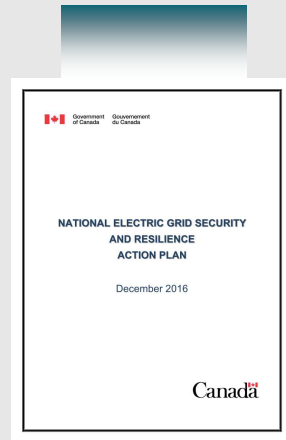 Government Gouvernement
of Canada du Canada
NATIONAL ELECTRIC GRID SECURITY
AND RESILIENCE
ACTION PLAN
December 2016
Canada